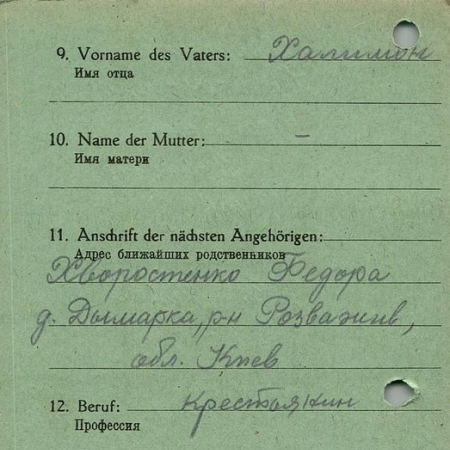 9. Vorname des Vaters: Халимон
Имя отца
10. Name der Mutter: –
Имя матери
11. Anschrift der nächsten Angehörigen:
Адрес ближайших родственников
Хворостенко Федора
д. Дымарка, р-н Розважив,
обл. Киев
12. Beruf: Крестьянин
Профессия